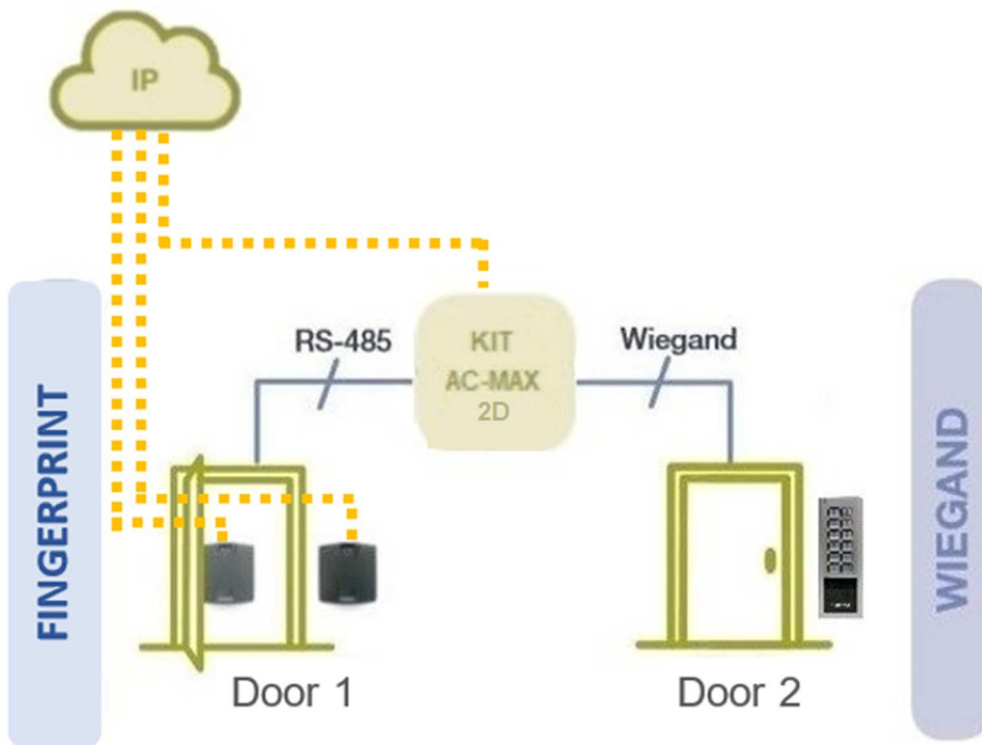 IP
RS-485
KIT
AC-MAX
2D
Wiegand
FINGERPRINT
WIEGAND
Door 1
Door 2